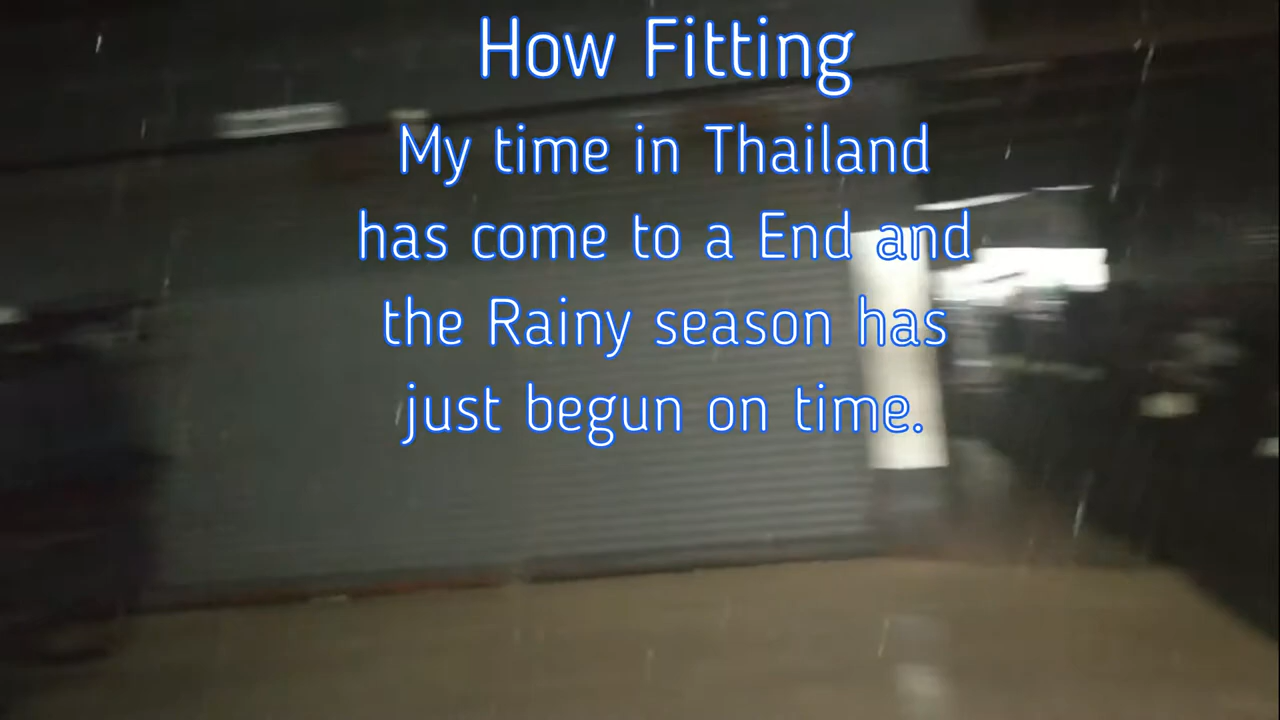 How Fitting
My time in Thailand
has come to a End and
the Rainy season has
just begun on time.